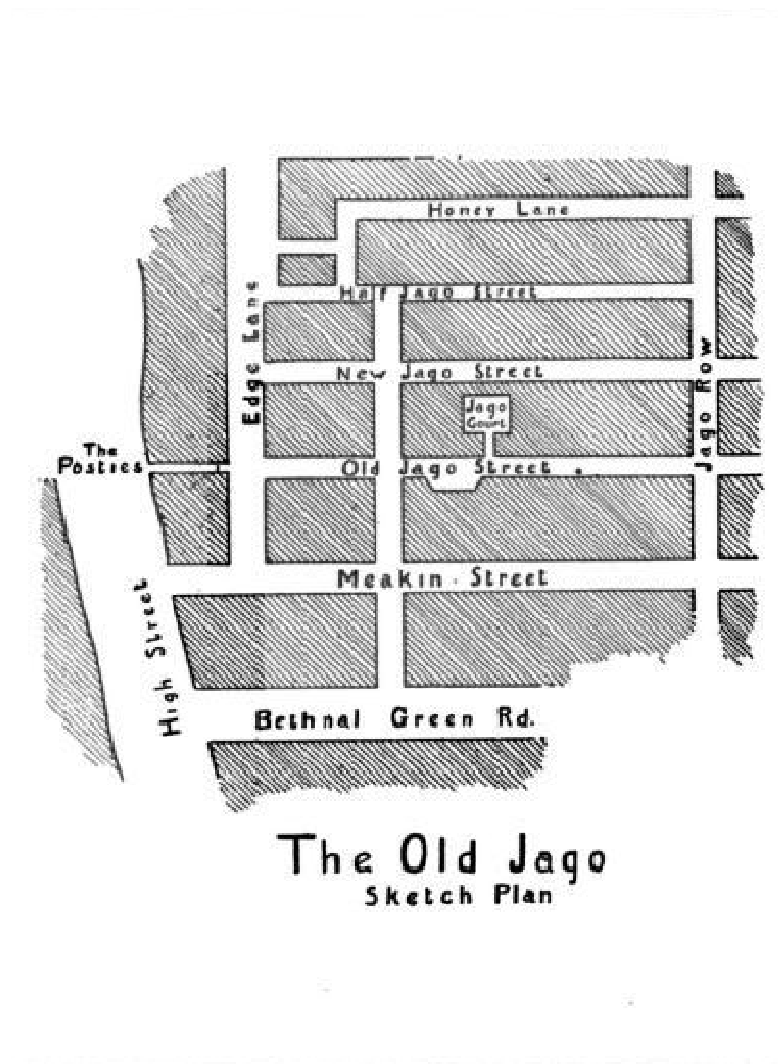 Honey Lane
Half Jago Street
Edge Lane
New Jago Street
Jago Row
Jago
Court
The
Posties
Old Jago Street
Meakin Street
High Street
Bethnal Green Rd.
The Old Jago
Sketch Plan